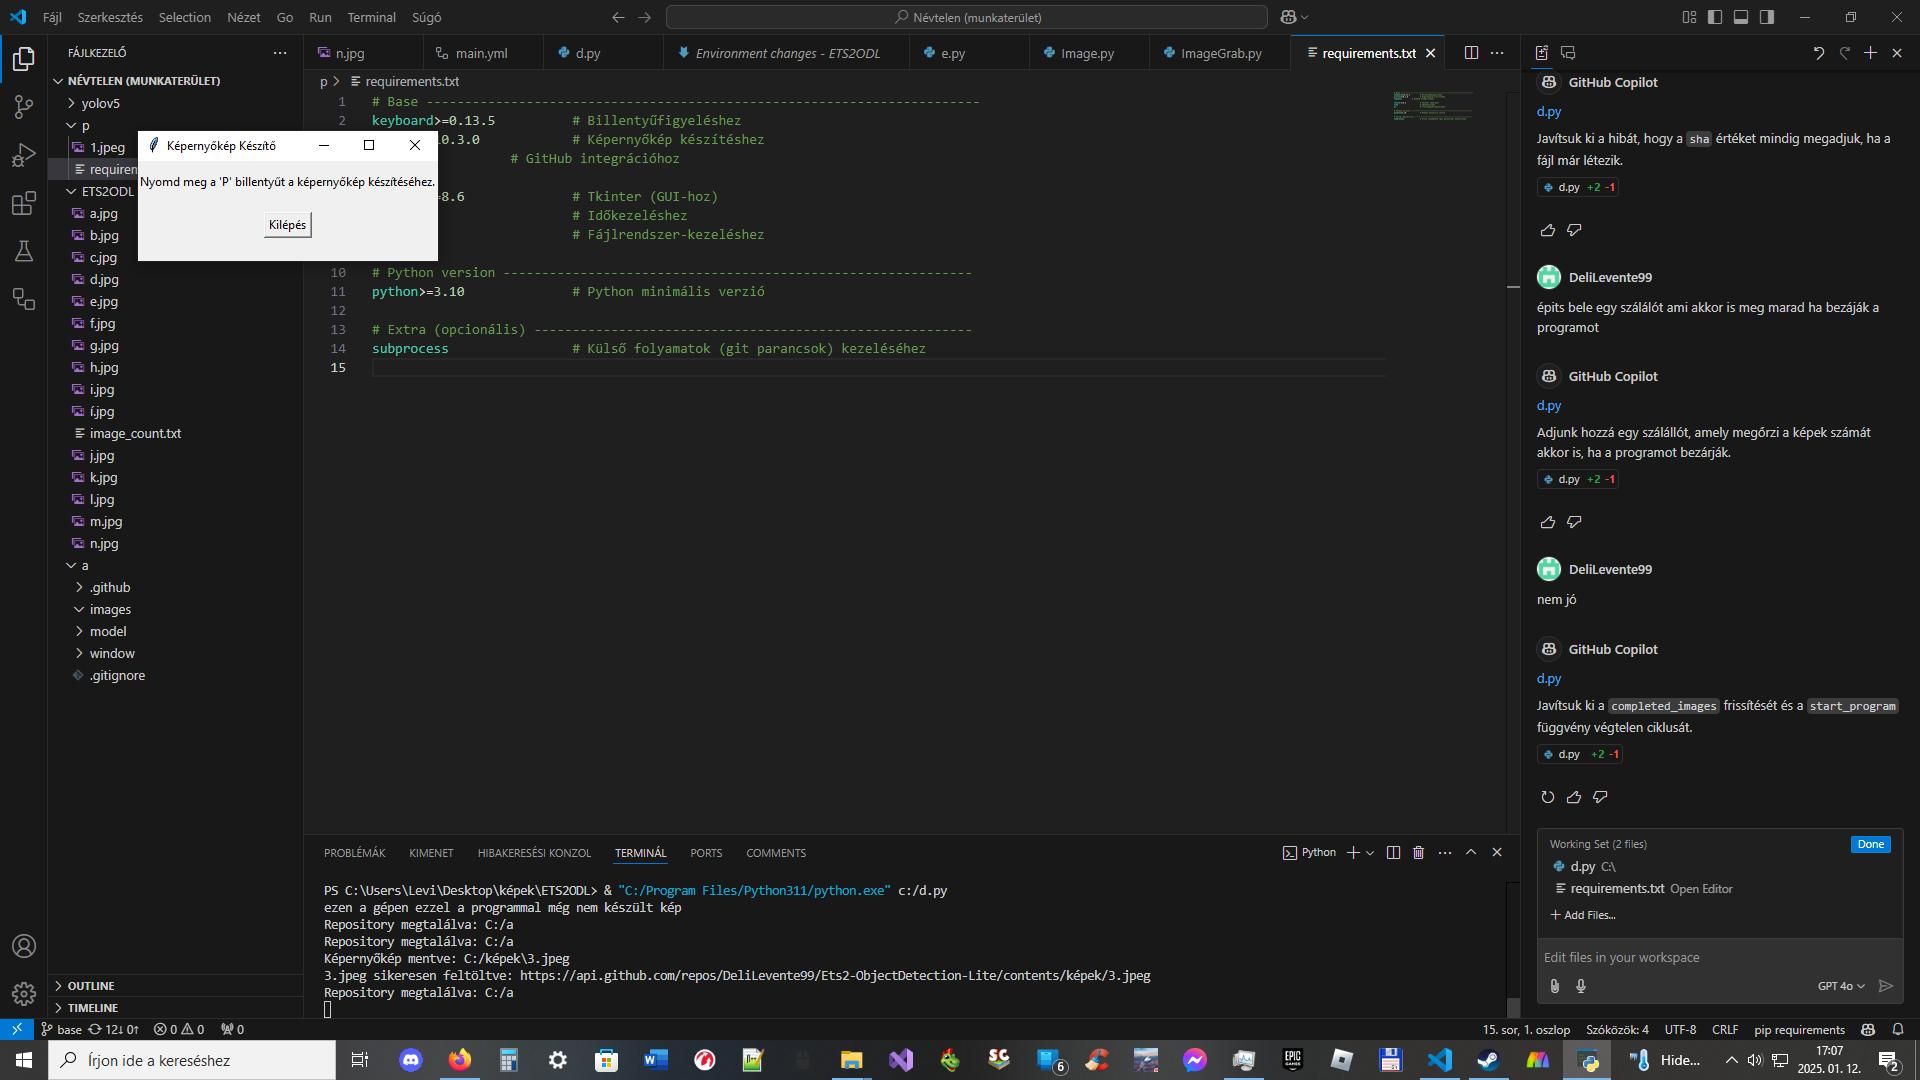 Fájl Szerkesztés Selection Nézet Go Run Terminal Súgó
Névtelen (munkaterület)
FÁJLKEZELŐ
NÉVTELEN (MUNKATERÜLET)
yolov5
p
1.jpeg
requirem
ETS2ODL
a.jpg
b.jpg
c.jpg
d.jpg
e.jpg
f.jpg
g.jpg
h.jpg
i.jpg
í.jpg
image_count.txt
j.jpg
k.jpg
l.jpg
m.jpg
n.jpg
a
.github
images
model
window
.gitignore
OUTLINE
TIMELINE
Képernyőkép Készítő
Nyomd meg a 'P' billentyűt a képernyőkép készítéséhez.
Kilépés
n.jpg main.yml d.py Environment changes - ETS2ODL e.py Image.py ImageGrab.py requirements.txt
p > requirements.txt
1 # Base ------------------------------------------------------------------------
2 keyboard>=0.13.5 # Billentyűfigyeléshez
0.3.0 # Képernyőkép készítéshez
# GitHub integrációhoz
=8.6 # Tkinter (GUI-hoz)
# Időkezeléshez
# Fájlrendszer-kezeléshez
10 # Python version -------------------------------------------------------------
11 python>=3.10 # Python minimális verzió
12
13 # Extra (opcionális) ---------------------------------------------------------
14 subprocess # Külső folyamatok (git parancsok) kezeléséhez
15
PROBLÉMÁK KIMENET HIBAKERESÉSI KONZOL TERMINÁL PORTS COMMENTS
Python
PS C:\Users\Levi\Desktop\képek\ETS2ODL> & "C:/Program Files/Python311/python.exe" c:/d.py
ezen a gépen ezzel a programmal még nem készült kép
Repository megtalálva: C:/a
Repository megtalálva: C:/a
Képernyőkép mentve: C:/képek\3.jpeg
3.jpeg sikeresen feltöltve: https://api.github.com/repos/DeliLevente99/Ets2-ObjectDetection-Lite/contents/képek/3.jpeg
Repository megtalálva: C:/a
GitHub Copilot
d.py
Javítsuk ki a hibát, hogy a sha értéket mindig megadjuk, ha a
fájl már létezik.
d.py +2 -1
DeliLevente99
épits bele egy szálálót ami akkor is meg marad ha bezáják a
programot
GitHub Copilot
d.py
Adjunk hozzá egy szálállót, amely megőrzi a képek számát
akkor is, ha a programot bezárják.
d.py +2 -1
DeliLevente99
nem jó
GitHub Copilot
d.py
Javítsuk ki a completed_images frissítését és a start_program
függvény végtelen ciklusát.
d.py +2 -1
Working Set (2 files) Done
d.py C:\
requirements.txt Open Editor
+ Add Files...
Edit files in your workspace
GPT 4o
base 12↓ 0↑ 0 0 0
15. sor, 1. oszlop Szóközök: 4 UTF-8 CRLF pip requirements
Írjon ide a kereséshez
6
EPIC GAMES
Hide...
17:07
2025. 01. 12.
2